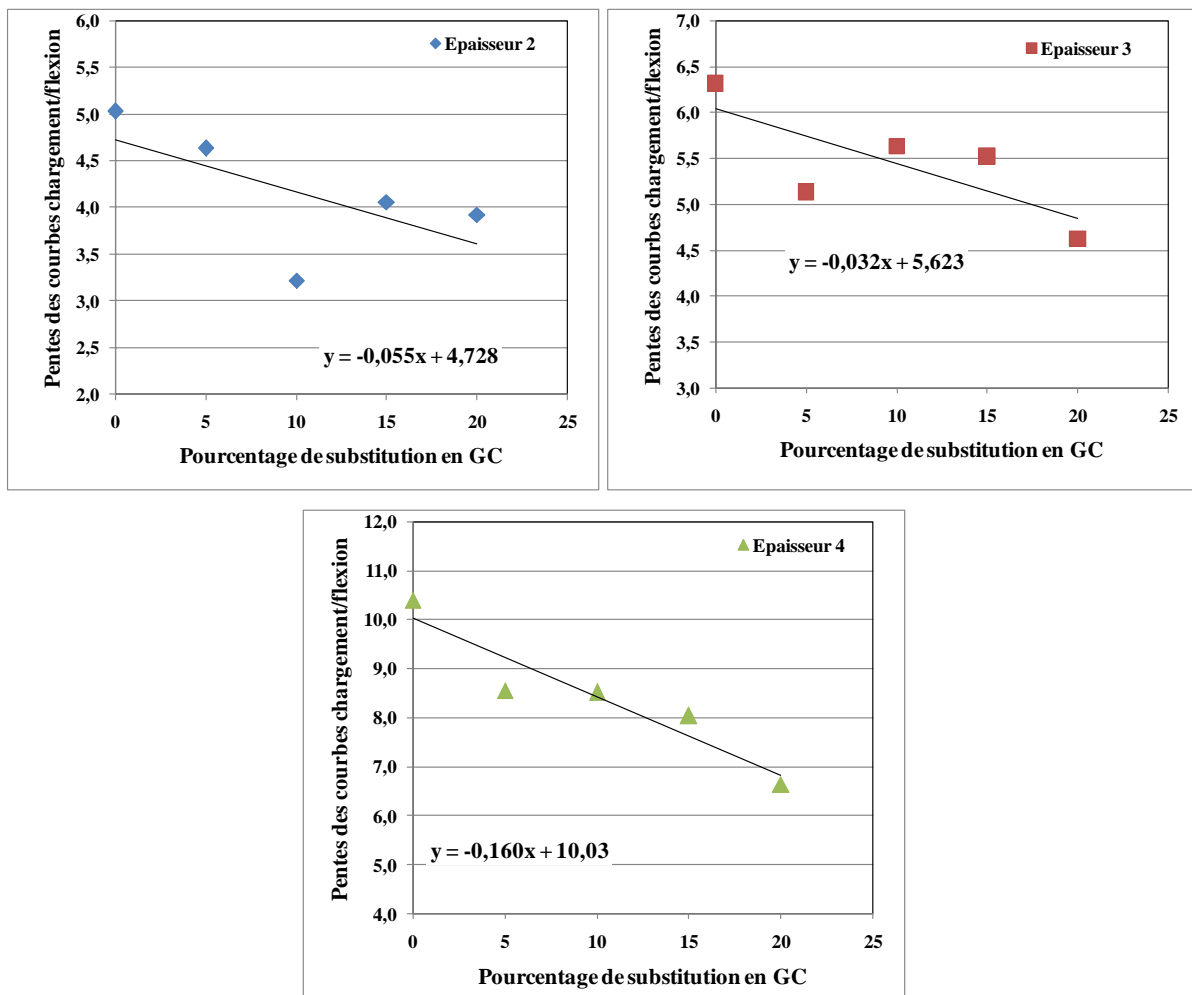 Epaisseur 2
Pentes des courbes chargement/flexion
6,0
5,5
5,0
4,5
4,0
3,5
3,0
2,5
2,0
y = -0,055x + 4,728
0 5 10 15 20 25
Pourcentage de substitution en GC
Epaisseur 3
Pentes des courbes chargement/flexion
7,0
6,5
6,0
5,5
5,0
4,5
4,0
3,5
3,0
y = -0,032x + 5,623
0 5 10 15 20 25
Pourcentage de substitution en GC
Epaisseur 4
Pentes des courbes chargement/flexion
12,0
11,0
10,0
9,0
8,0
7,0
6,0
5,0
4,0
y = -0,160x + 10,03
0 5 10 15 20 25
Pourcentage de substitution en GC